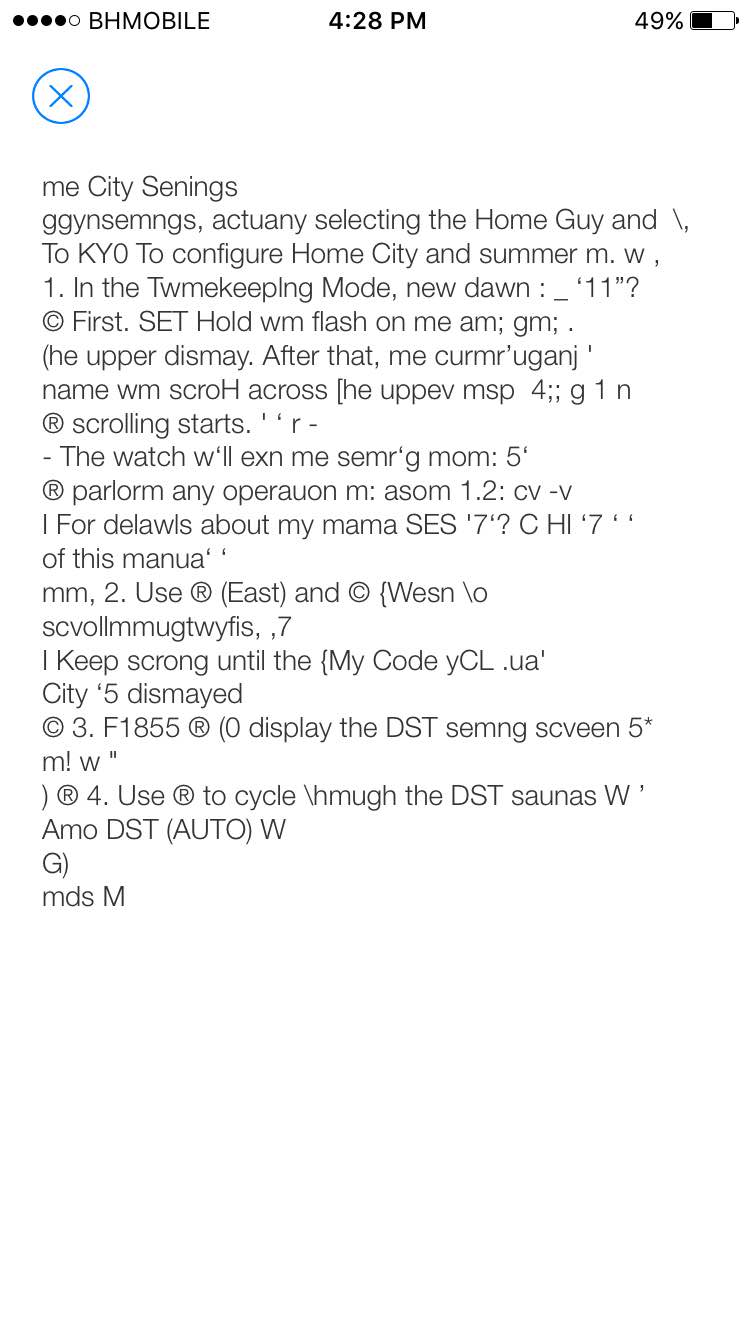 BHMOBILE 4:28 PM 49%
me City Senings
ggynsemngs, actuany selecting the Home Guy and \,
To KY0 To configure Home City and summer m. w ,
1. In the Twmekeeplng Mode, new dawn : _ ‘11”?
© First. SET Hold wm flash on me am; gm; .
(he upper dismay. After that, me curmr’uganj '
name wm scroH across [he uppev msp 4;; g 1 n
® scrolling starts. ' ‘ r -
- The watch w‘ll exn me semr‘g mom: 5‘
® parlorm any operauon m: asom 1.2: cv -v
I For delawls about my mama SES '7‘? C HI ‘7 ‘ ‘
of this manua‘ ‘
mm, 2. Use ® (East) and © {Wesn \o
scvollmmugtwyfis, ,7
I Keep scrong until the {My Code yCL .ua'
City ‘5 dismayed
© 3. F1855 ® (0 display the DST semng scveen 5*
m! w "
) ® 4. Use ® to cycle \hmugh the DST saunas W ’
Amo DST (AUTO) W
G)
mds M